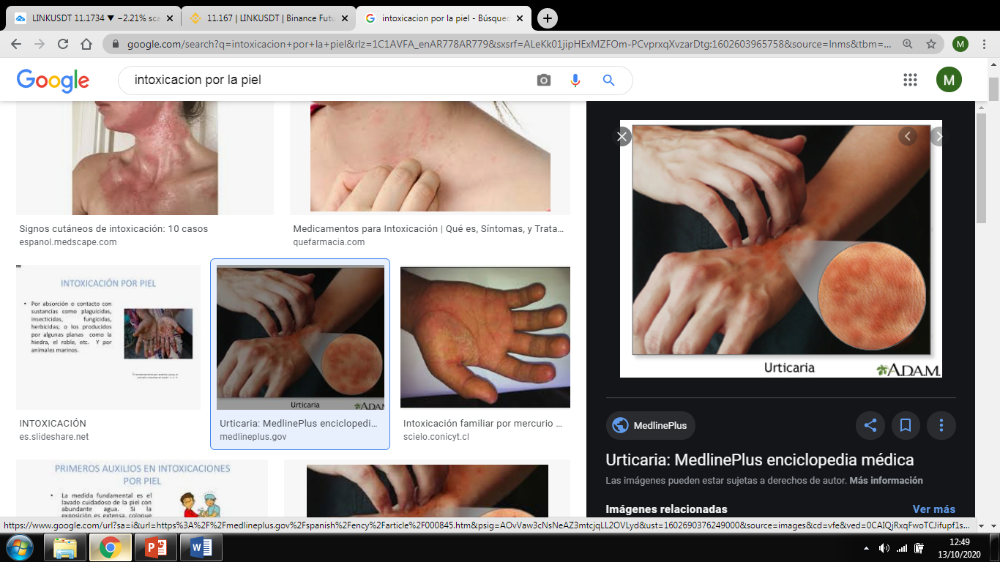 LINKUSDT 11.1734 ▼ −2.21% sca
11.167 | LINKUSDT | Binance Futu
intoxicacion por la piel - Búsqued
google.com/search?q=intoxicacion+por+la+piel&rlz=1C1AVFA_enAR778AR779&sxsrf=ALeKk01jipHExMZFOm-PCvprxqXvzarDtg:1602603965758&source=lnms&tbm=...
M
Google
intoxicacion por la piel
M
Signos cutáneos de intoxicación: 10 casos
espanol.medscape.com
Medicamentos para Intoxicación | Qué es, Síntomas, y Trata...
quefarmacia.com
INTOXICACIÓN POR PIEL
• Por absorción o contacto con
sustancias como plaguicidas,
insecticidas, fungicidas,
herbicidas; o los producidos
por algunas planas como la
hiedra, el roble, etc. Y por
animales marinos.
INTOXICACIÓN
es.slideshare.net
Urticaria
ADAM
Urticaria: MedlinePlus enciclopedi...
medlineplus.gov
Intoxicación familiar por mercurio ...
scielo.conicyt.cl
PRIMEROS AUXILIOS EN INTOXICACIONES
POR PIEL
• La medida fundamental es el
lavado cuidadoso de la piel con
abundante agua. Si la
exposición es extensa, coloque
Urticaria
A.D.A.M.
MedlinePlus
Urticaria: MedlinePlus enciclopedia médica
Las imágenes pueden estar sujetas a derechos de autor. Más información
Imágenes relacionadas
Ver más
https://www.google.com/url?sa=i&url=https%3A%2F%2Fmedlineplus.gov%2Fspanish%2Fency%2Farticle%2F000845.htm&psig=AOvVaw3cNsNeAZ3mtcjqLL2OVLyd&ust=1602690376249000&source=images&cd=vfe&ved=0CAIQjRxqFwoTCJifupf1s...
12:49
13/10/2020